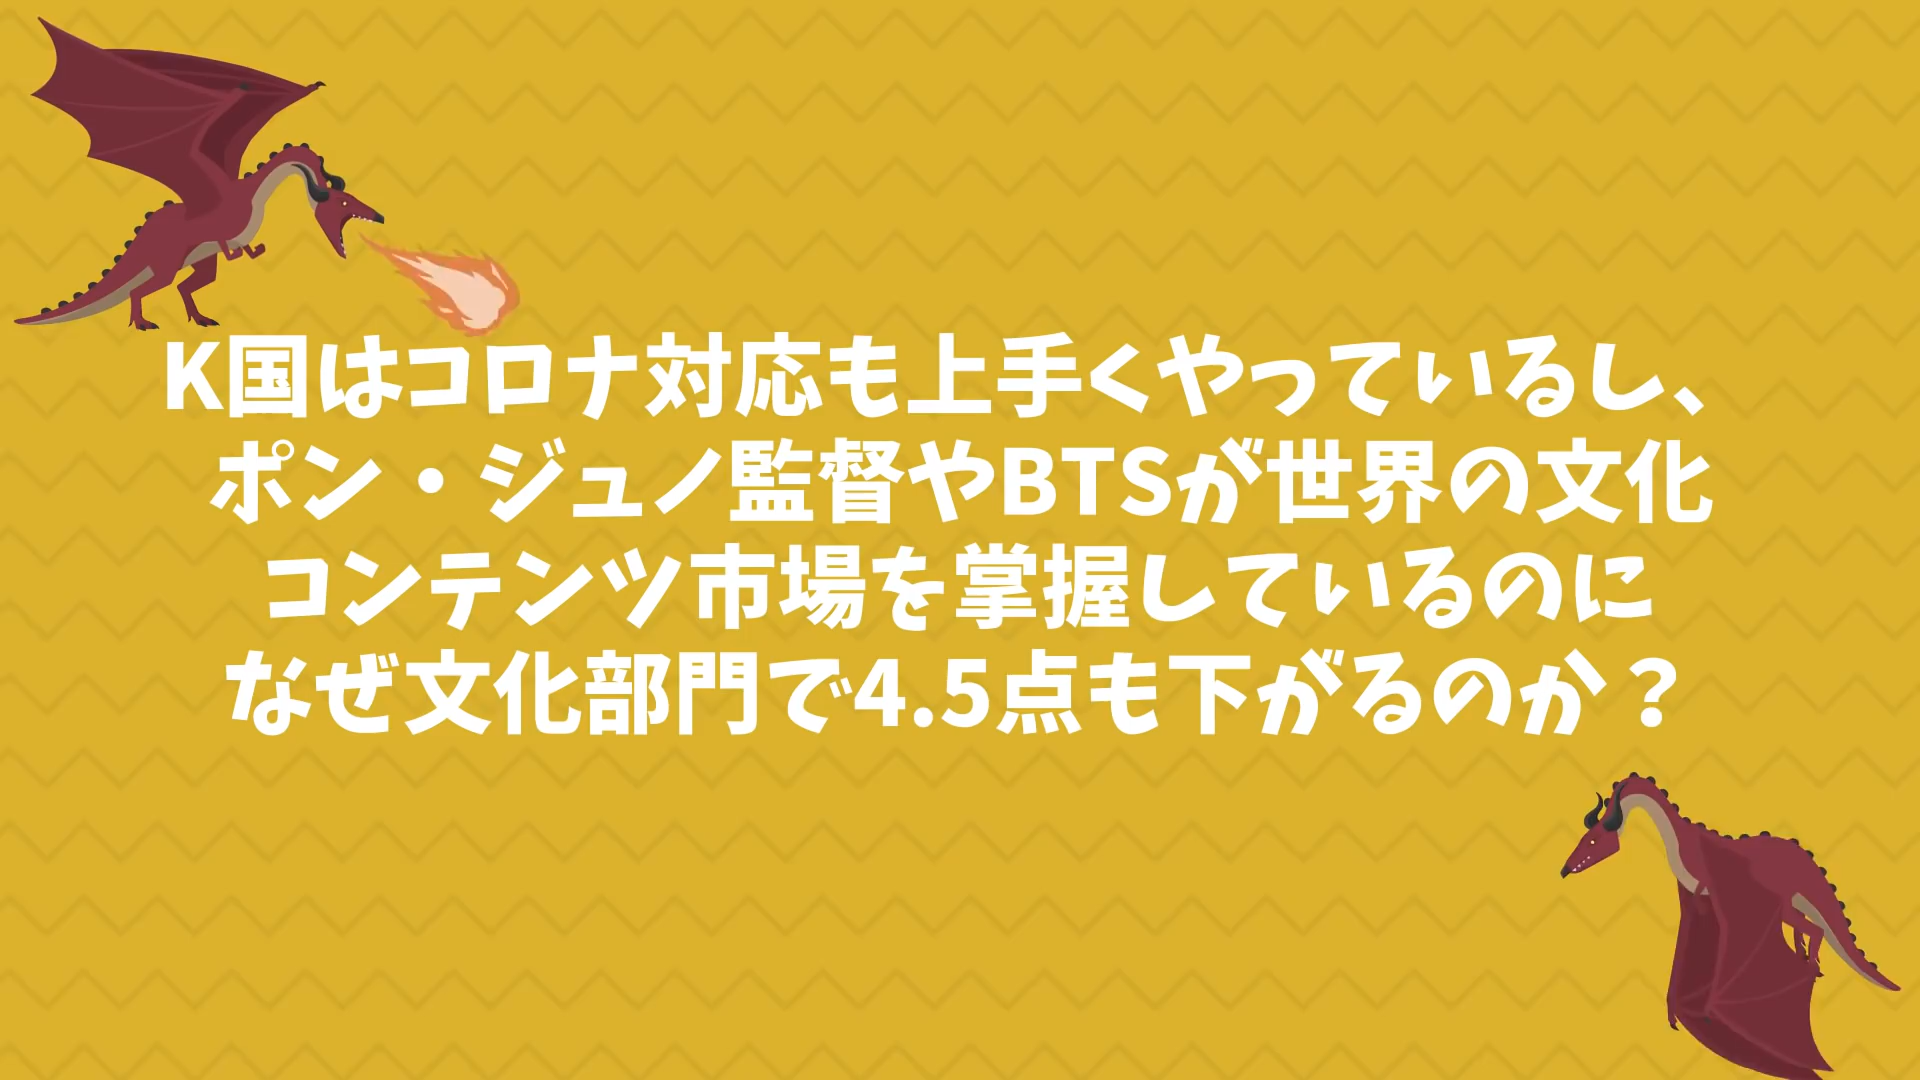 K国はコロナ対応も上手くやっているし、
ポン・ジュノ監督やBTSが世界の文化
コンテンツ市場を掌握しているのに
なぜ文化部門で4.5点も下がるのか？